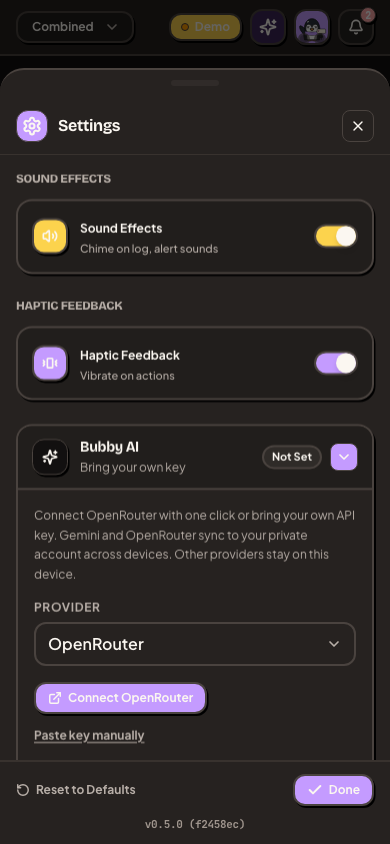 Combined
Demo
2
Settings
SOUND EFFECTS
Sound Effects
Chime on log, alert sounds
HAPTIC FEEDBACK
Haptic Feedback
Vibrate on actions
Bubby AI
Bring your own key
Not Set
Connect OpenRouter with one click or bring your own API
key. Gemini and OpenRouter sync to your private
account across devices. Other providers stay on this
device.
PROVIDER
OpenRouter
Connect OpenRouter
Paste key manually
Reset to Defaults
Done
v0.5.0 (f2458ec)